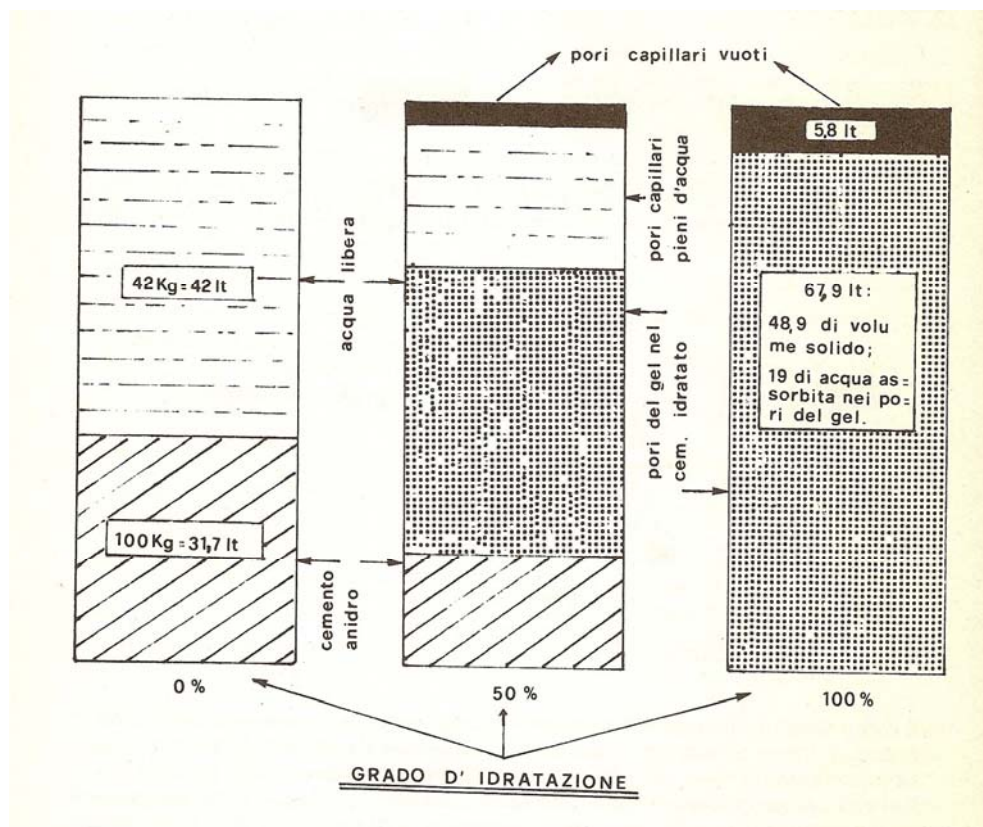 pori capillari vuoti
5,8 lt
pori capillari
pieni d'acqua
acqua libera
42 Kg = 42 lt
67,9 lt:
48,9 di volu
me solido;
19 di acqua as=
sorbita nei po=
ri del gel.
pori del gel nel
cem. idratato
100 Kg = 31,7 lt
cemento
anidro
0 %
50 %
100 %
GRADO D' IDRATAZIONE